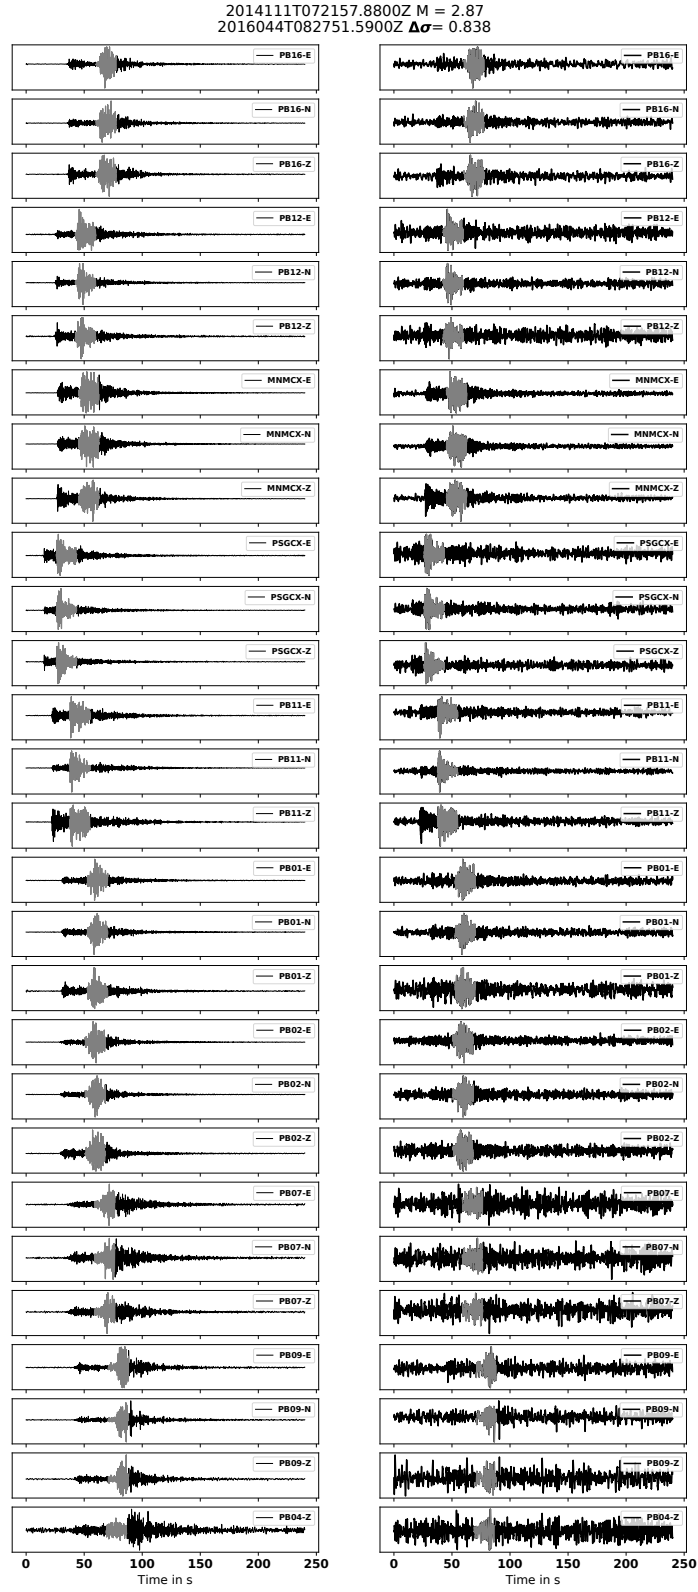 2014111T072157.8800Z M = 2.87
2016044T082751.5900Z Δσ= 0.838
PB16-E PB16-E
PB16-N PB16-N
PB16-Z PB16-Z
PB12-E PB12-E
PB12-N PB12-N
PB12-Z PB12-Z
MNMCX-E MNMCX-E
MNMCX-N MNMCX-N
MNMCX-Z MNMCX-Z
PSGCX-E PSGCX-E
PSGCX-N PSGCX-N
PSGCX-Z PSGCX-Z
PB11-E PB11-E
PB11-N PB11-N
PB11-Z PB11-Z
PB01-E PB01-E
PB01-N PB01-N
PB01-Z PB01-Z
PB02-E PB02-E
PB02-N PB02-N
PB02-Z PB02-Z
PB07-E PB07-E
PB07-N PB07-N
PB07-Z PB07-Z
PB09-E PB09-E
PB09-N PB09-N
PB09-Z PB09-Z
PB04-Z PB04-Z
0 50 100 150 200 250 0 50 100 150 200 250
Time in s Time in s